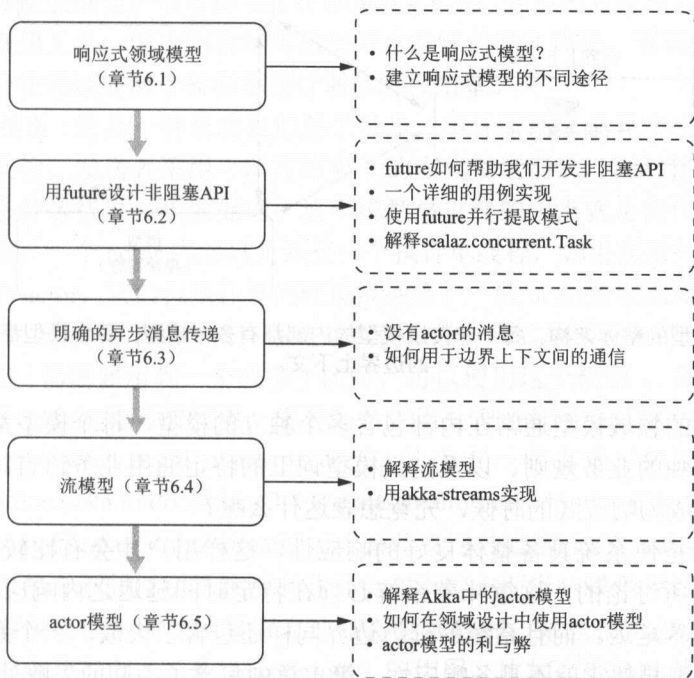 响应式领域模型
（章节6.1）
• 什么是响应式模型？
• 建立响应式模型的不同途径
用future设计非阻塞API
（章节6.2）
• future如何帮助我们开发非阻塞API
• 一个详细的用例实现
• 使用future并行提取模式
• 解释scalaz.concurrent.Task
明确的异步消息传递
（章节6.3）
• 没有actor的消息
• 如何用于边界上下文间的通信
流模型（章节6.4）
• 解释流模型
• 用akka-streams实现
actor模型（章节6.5）
• 解释Akka中的actor模型
• 如何在领域设计中使用actor模型
• actor模型的利与弊